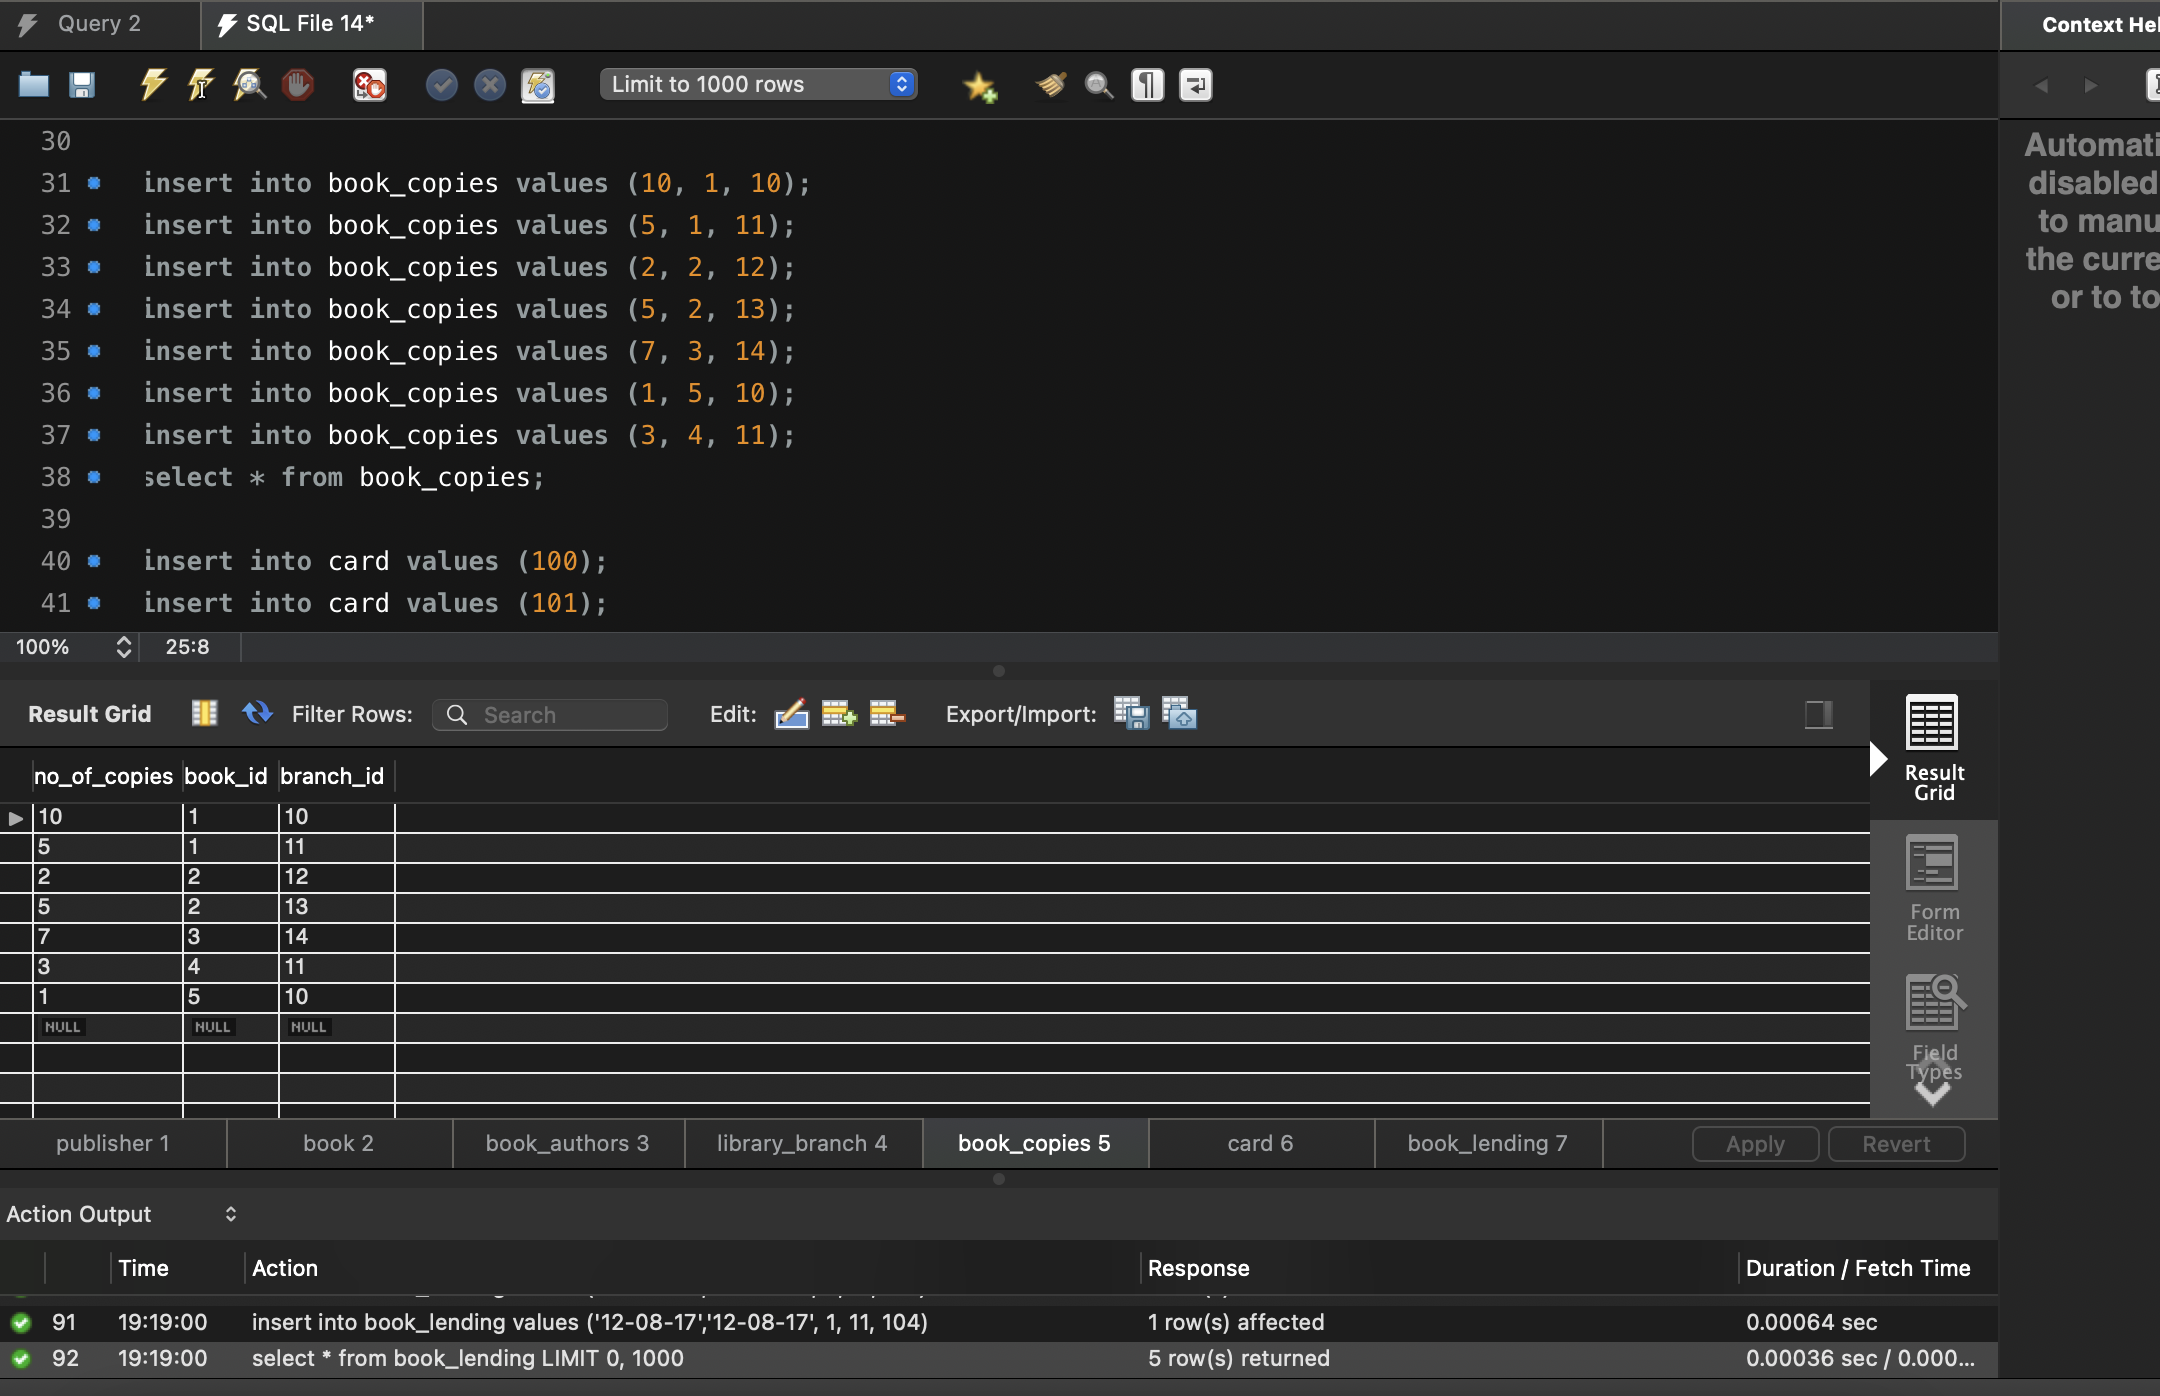 Query 2
SQL File 14*
Context Hel
Limit to 1000 rows
Automati
disabled
to manu
the curre
or to to
30
31 insert into book_copies values (10, 1, 10);
32 insert into book_copies values (5, 1, 11);
33 insert into book_copies values (2, 2, 12);
34 insert into book_copies values (5, 2, 13);
35 insert into book_copies values (7, 3, 14);
36 insert into book_copies values (1, 5, 10);
37 insert into book_copies values (3, 4, 11);
38 select * from book_copies;
39
40 insert into card values (100);
41 insert into card values (101);
100% 25:8
Result Grid Filter Rows: Search Edit: Export/Import:
no_of_copies book_id branch_id
10 1 10
5 1 11
2 2 12
5 2 13
7 3 14
3 4 11
1 5 10
NULL NULL NULL
Result
Grid
Form
Editor
Field
Types
publisher 1 book 2 book_authors 3 library_branch 4 book_copies 5 card 6 book_lending 7 Apply Revert
Action Output
Time Action Response Duration / Fetch Time
91 19:19:00 insert into book_lending values ('12-08-17','12-08-17', 1, 11, 104) 1 row(s) affected 0.00064 sec
92 19:19:00 select * from book_lending LIMIT 0, 1000 5 row(s) returned 0.00036 sec / 0.000...